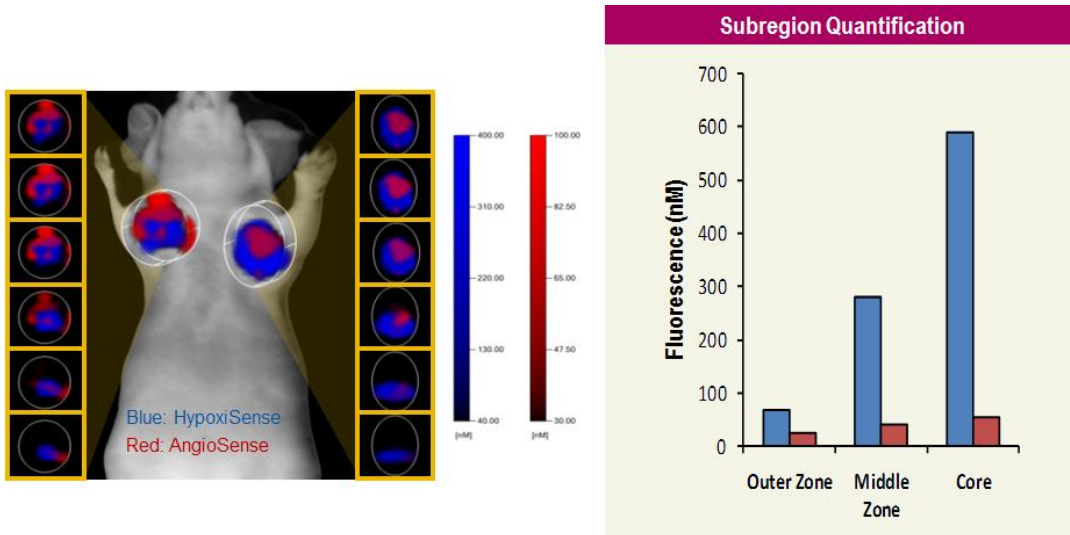 Subregion Quantification
Blue: HypoxiSense
Red: AngioSense
400.00
310.00
220.00
130.00
40.00
[nM]
100.00
82.50
65.00
47.50
30.00
[nM]
Fluorescence (nM)
700
600
500
400
300
200
100
0
Outer Zone
Middle
Zone
Core